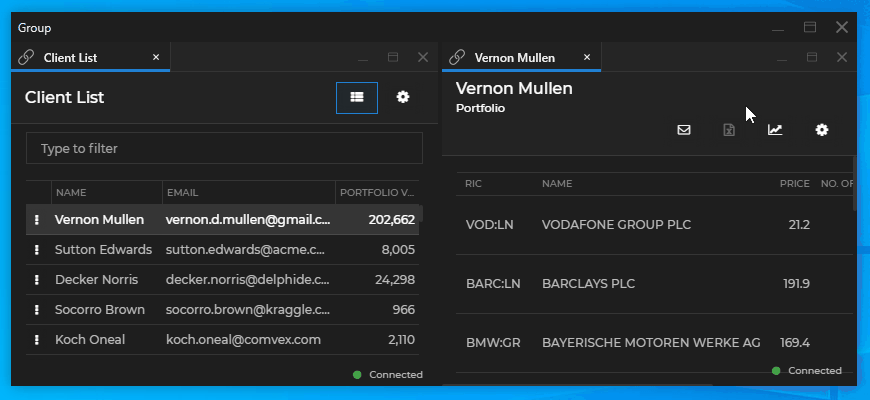 Group
Client List
Client List
Type to filter
NAME EMAIL PORTFOLIO V...
Vernon Mullen vernon.d.mullen@gmail.c... 202,662
Sutton Edwards sutton.edwards@acme.c... 8,005
Decker Norris decker.norris@delphide.c... 24,298
Socorro Brown socorro.brown@kraggle.c... 966
Koch Oneal koch.oneal@comvex.com 2,110
Connected
Vernon Mullen
Vernon Mullen
Portfolio
RIC NAME PRICE NO. OF
VOD:LN VODAFONE GROUP PLC 21.2
BARC:LN BARCLAYS PLC 191.9
BMW:GR BAYERISCHE MOTOREN WERKE AG 169.4
Connected